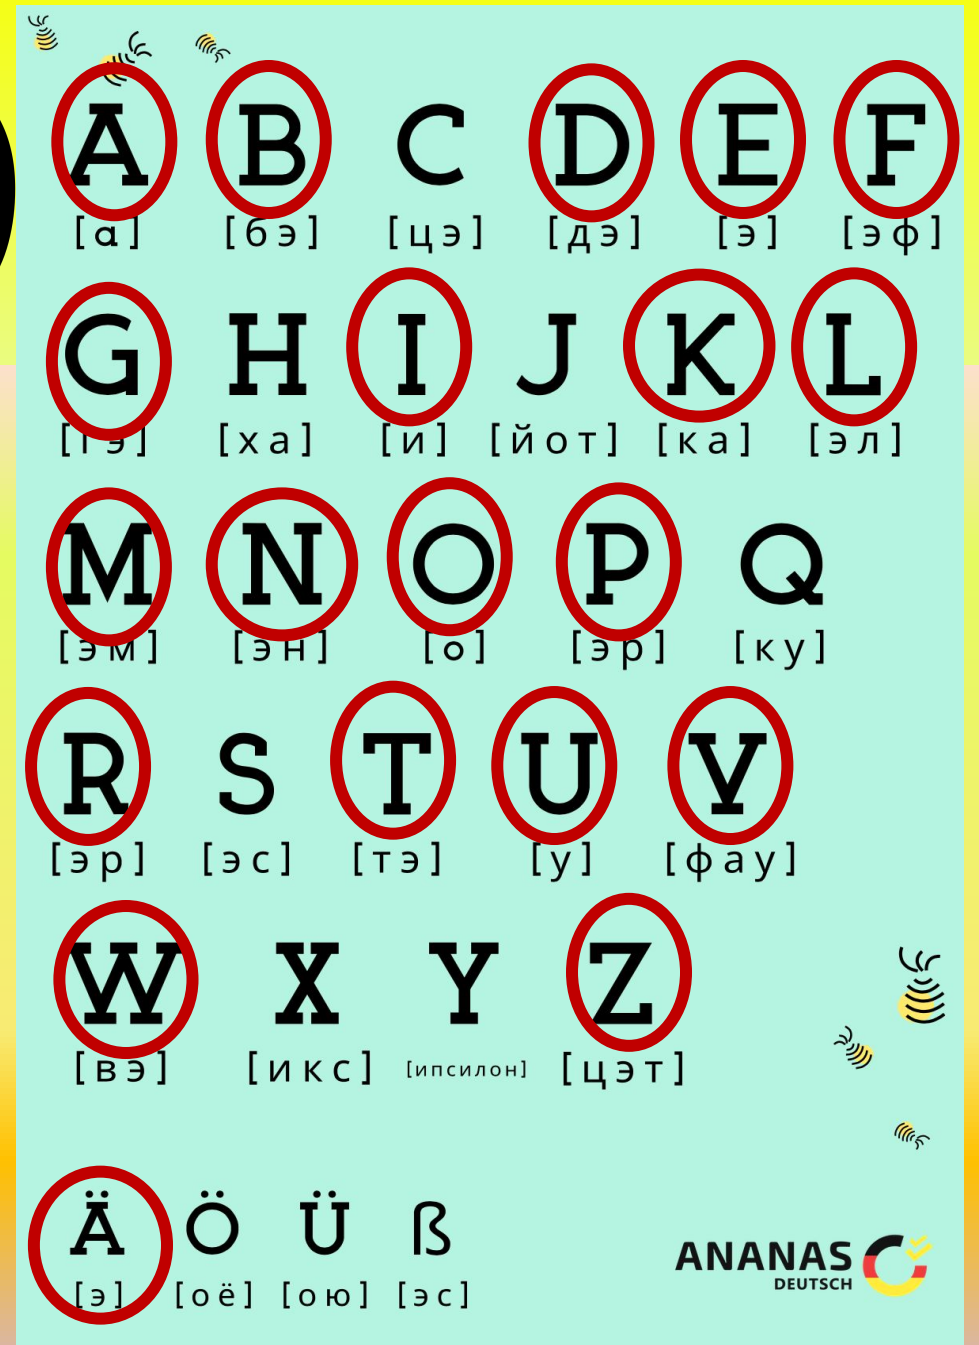 A B C D E F
[а] [бэ] [цэ] [дэ] [э] [эф]
G H I J K L
[гэ] [ха] [и] [йот] [ка] [эл]
M N O P Q
[эм] [эн] [о] [эр] [ку]
R S T U V
[эр] [эс] [тэ] [у] [фау]
W X Y Z
[вэ] [икс] [ипсилон] [цэт]
Ä Ö Ü ß
[э] [оё] [ою] [эс]
ANANAS
DEUTSCH